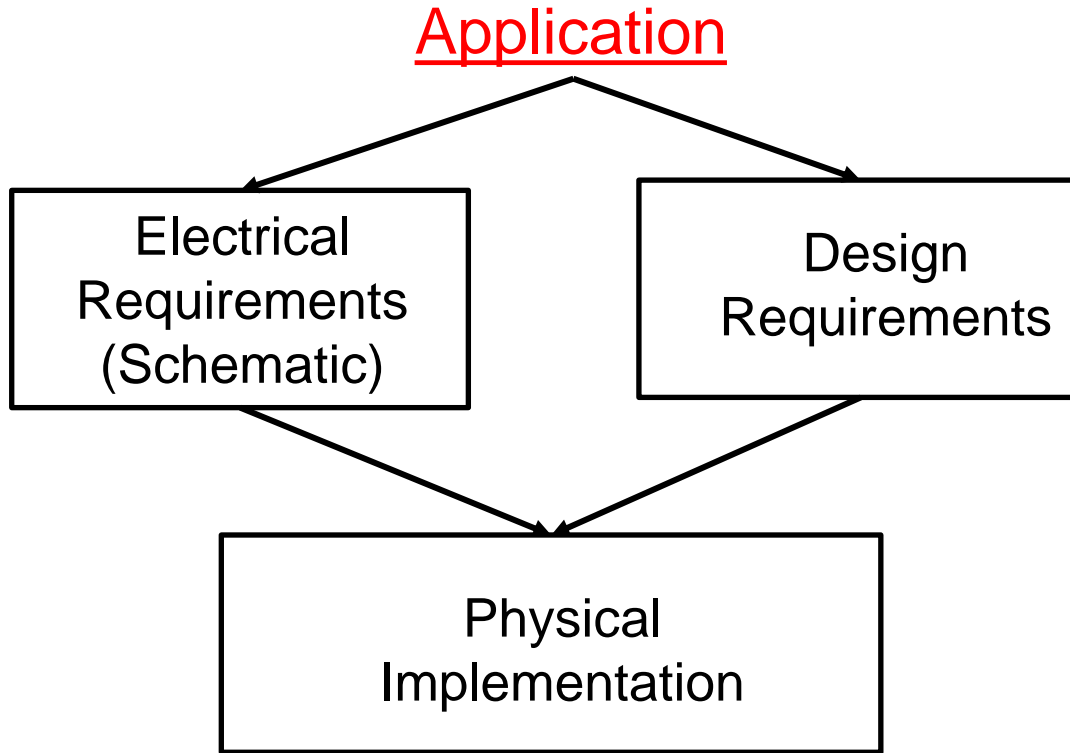 Application
Electrical
Requirements
(Schematic)
Design
Requirements
Physical
Implementation